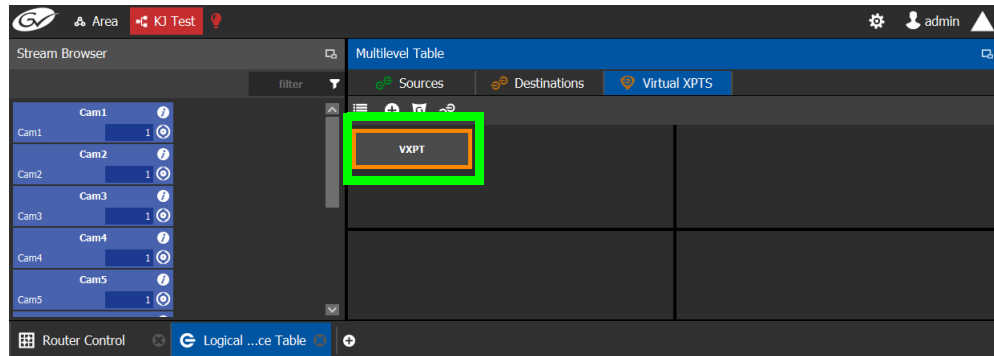 GV Area KJ Test admin
Stream Browser
Multilevel Table
filter
Sources Destinations Virtual XPTS
Cam1
Cam1 1
Cam2
Cam2 1
Cam3
Cam3 1
Cam4
Cam4 1
Cam5
Cam5 1
VXPT
Router Control Logical ...ce Table